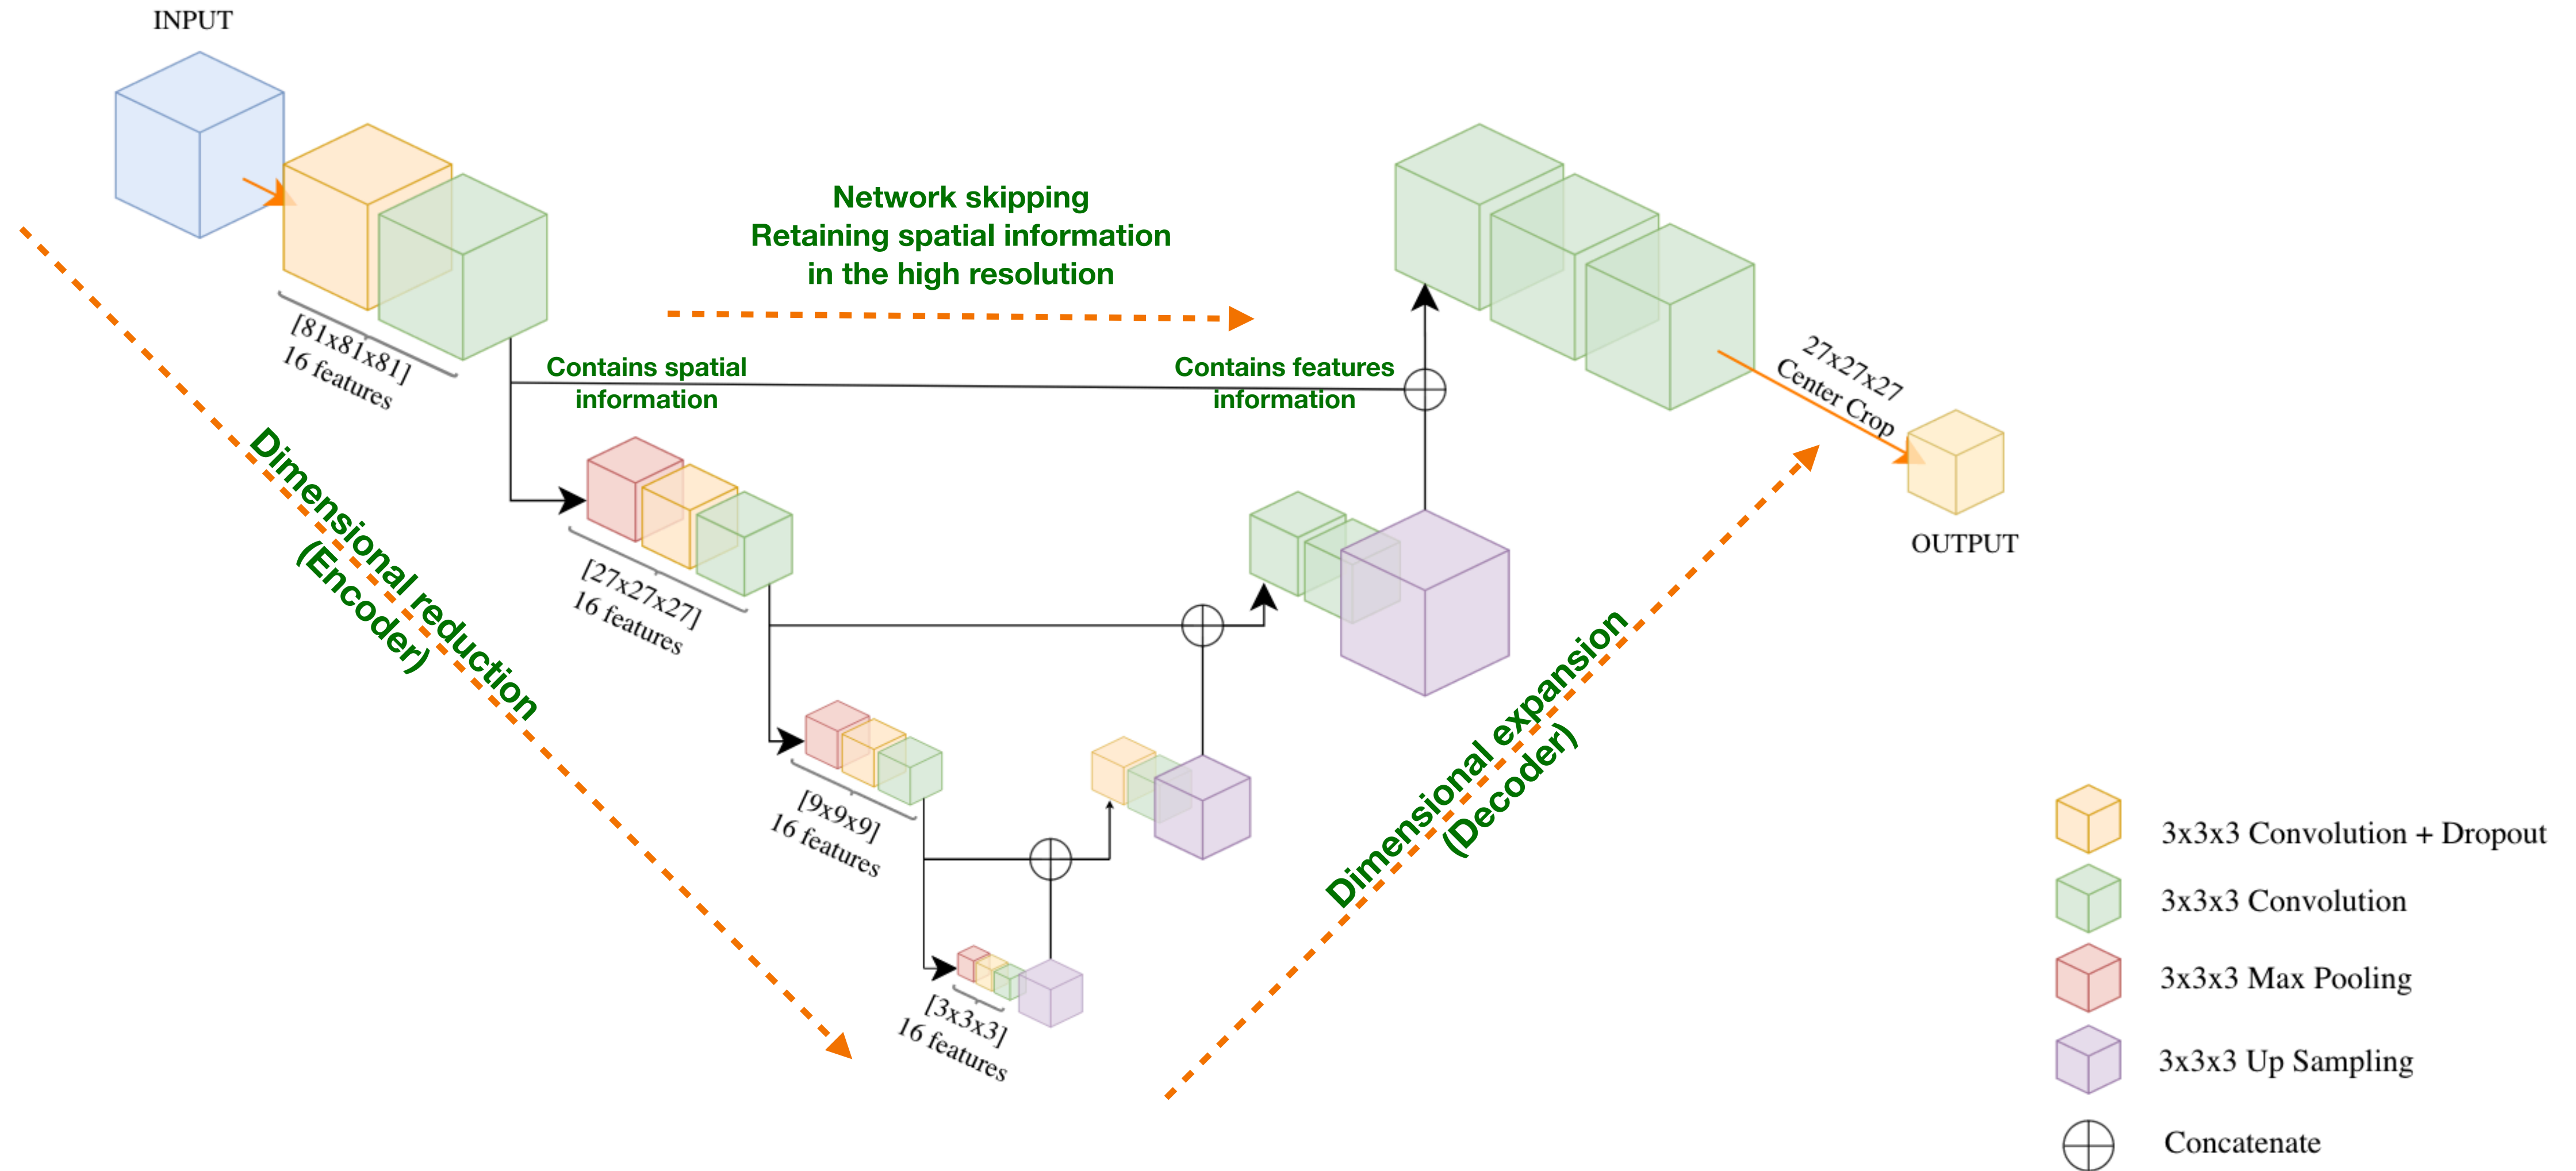 INPUT
[81x81x81]
16 features
Network skipping
Retaining spatial information
in the high resolution
Contains spatial
information
Contains features
information
27x27x27
Center Crop
OUTPUT
Dimensional reduction
(Encoder)
[27x27x27]
16 features
[9x9x9]
16 features
[3x3x3]
16 features
Dimensional expansion
(Decoder)
3x3x3 Convolution + Dropout
3x3x3 Convolution
3x3x3 Max Pooling
3x3x3 Up Sampling
Concatenate